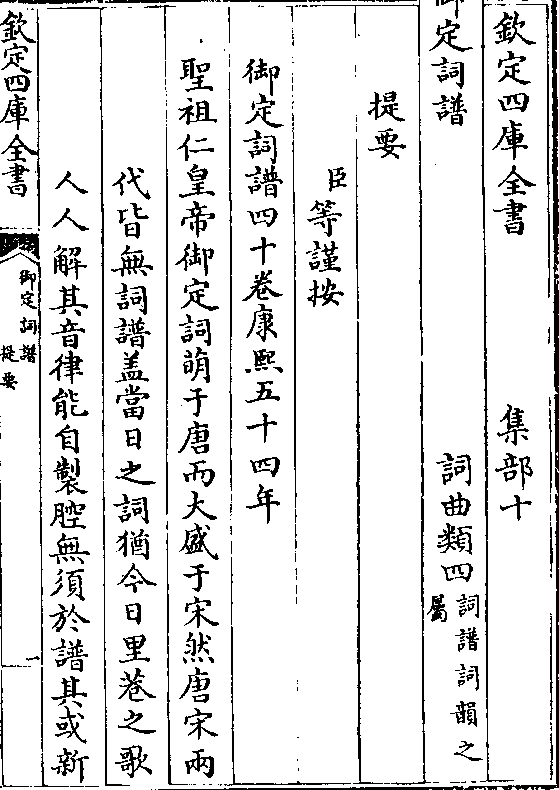 欽定四庫全書　集部十
御定詞譜　詞曲類四詞譜詞韻之屬
提要
臣等謹按
御定詞譜四十卷康熙五十四年
聖祖仁皇帝御定詞萌于唐而大盛于宋然唐宋兩
代皆無詞譜盖當日之詞猶今日里巷之歌
人人解其音律能自製腔無須於譜其或新
欽定四庫全書
御定詞譜
提要
一